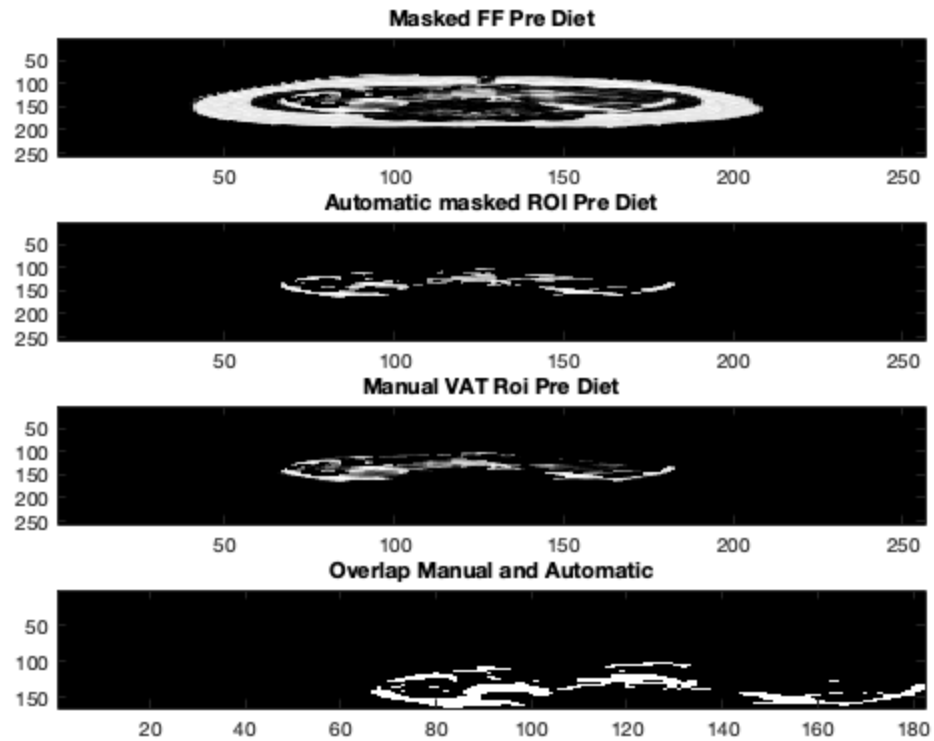 Masked FF Pre Diet
50
100
150
200
250
50 100 150 200 250
Automatic masked ROI Pre Diet
50
100
150
200
250
50 100 150 200 250
Manual VAT Roi Pre Diet
50
100
150
200
250
50 100 150 200 250
Overlap Manual and Automatic
50
100
150
20 40 60 80 100 120 140 160 180